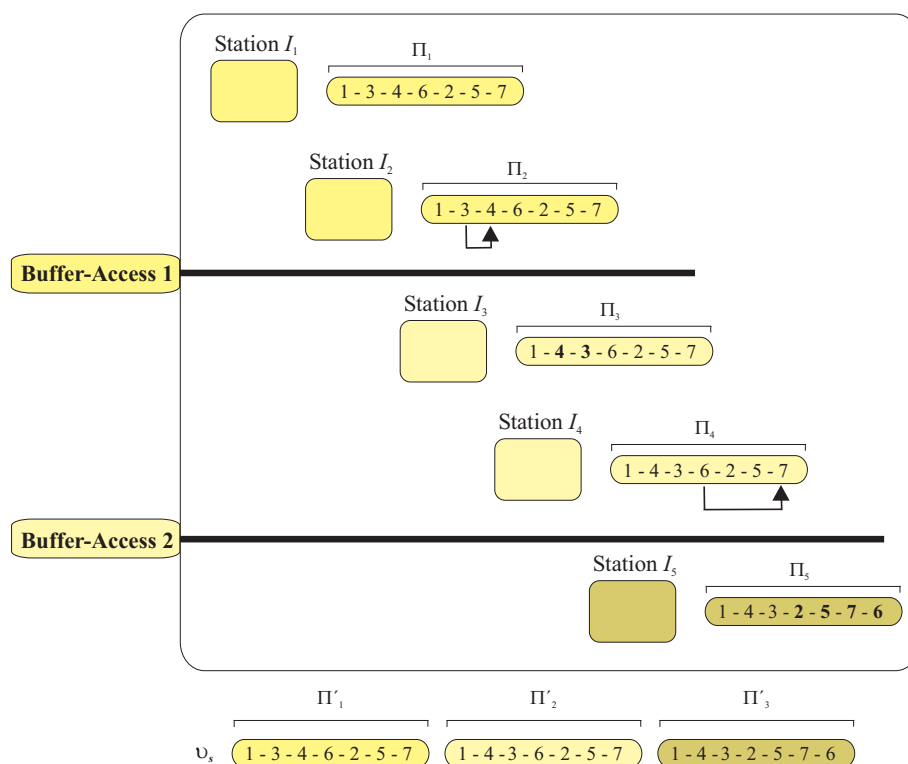 Station I₁
Π₁
1 - 3 - 4 - 6 - 2 - 5 - 7
Station I₂
Π₂
1 - 3 - 4 - 6 - 2 - 5 - 7
Buffer-Access 1
Station I₃
Π₃
1 - 4 - 3 - 6 - 2 - 5 - 7
Station I₄
Π₄
1 - 4 - 3 - 6 - 2 - 5 - 7
Buffer-Access 2
Station I₅
Π₅
1 - 4 - 3 - 2 - 5 - 7 - 6
Π´₁ Π´₂ Π´₃
υₛ 1 - 3 - 4 - 6 - 2 - 5 - 7 1 - 4 - 3 - 6 - 2 - 5 - 7 1 - 4 - 3 - 2 - 5 - 7 - 6